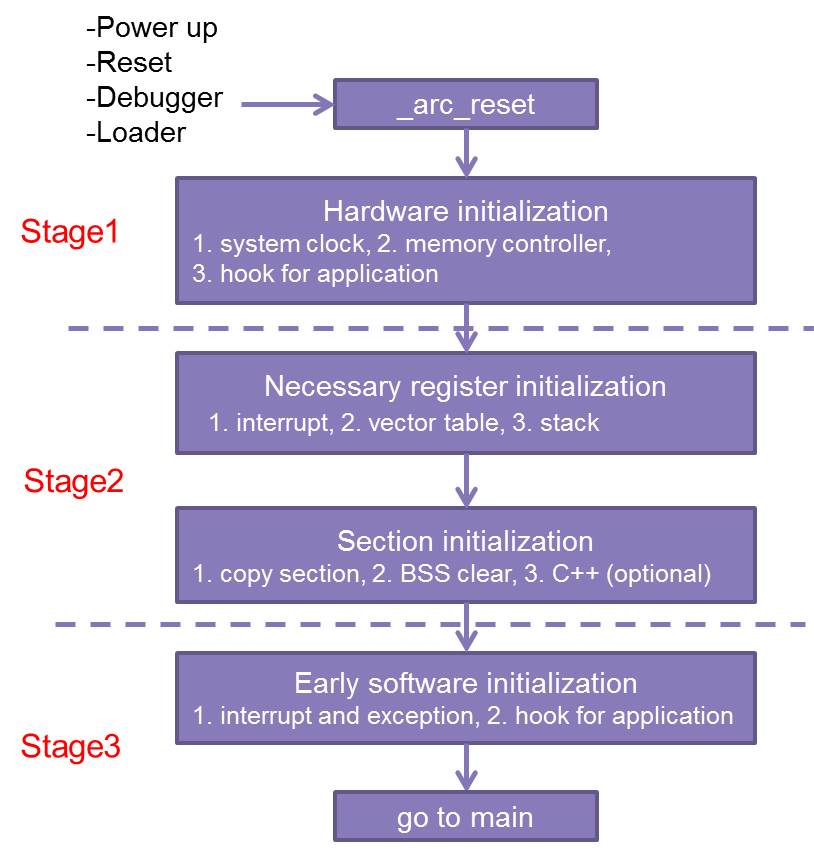 -Power up
-Reset
-Debugger
-Loader
_arc_reset
Stage1
Hardware initialization
1. system clock, 2. memory controller,
3. hook for application
Necessary register initialization
1. interrupt, 2. vector table, 3. stack
Stage2
Section initialization
1. copy section, 2. BSS clear, 3. C++ (optional)
Early software initialization
1. interrupt and exception, 2. hook for application
Stage3
go to main